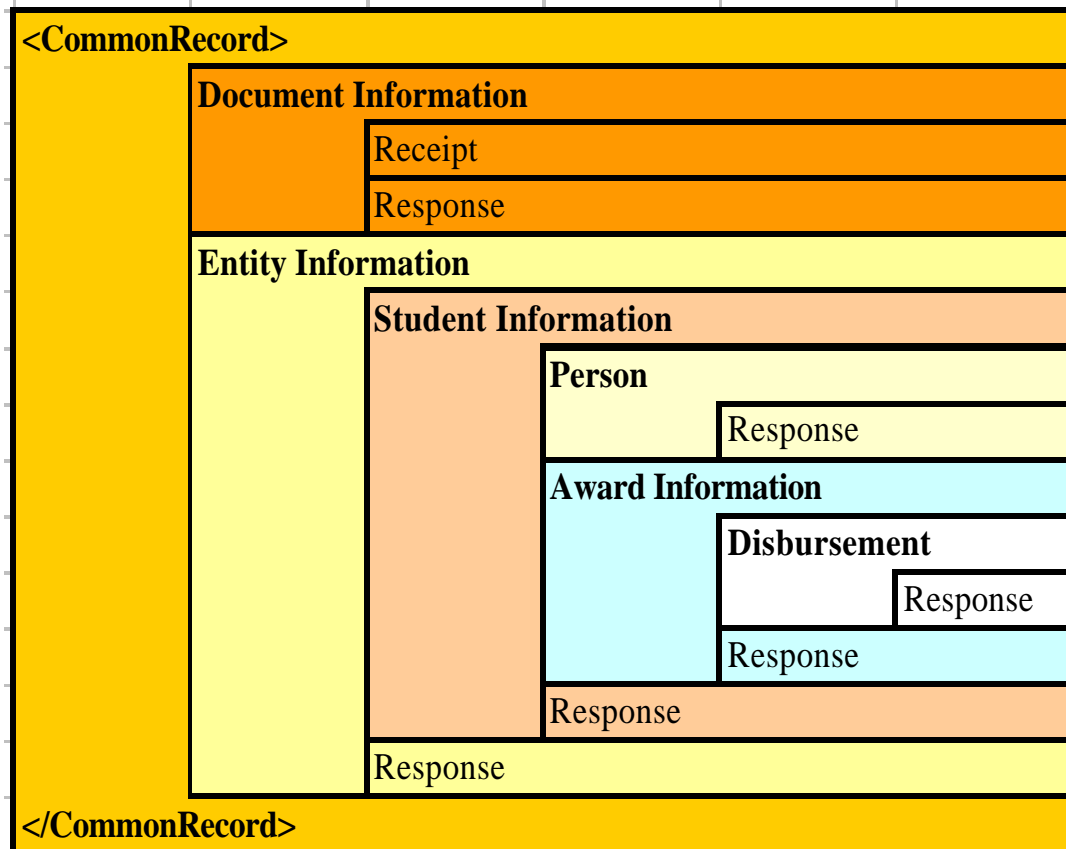 <CommonRecord>
Document Information
Receipt
Response
Entity Information
Student Information
Person
Response
Award Information
Disbursement
Response
Response
Response
Response
</CommonRecord>